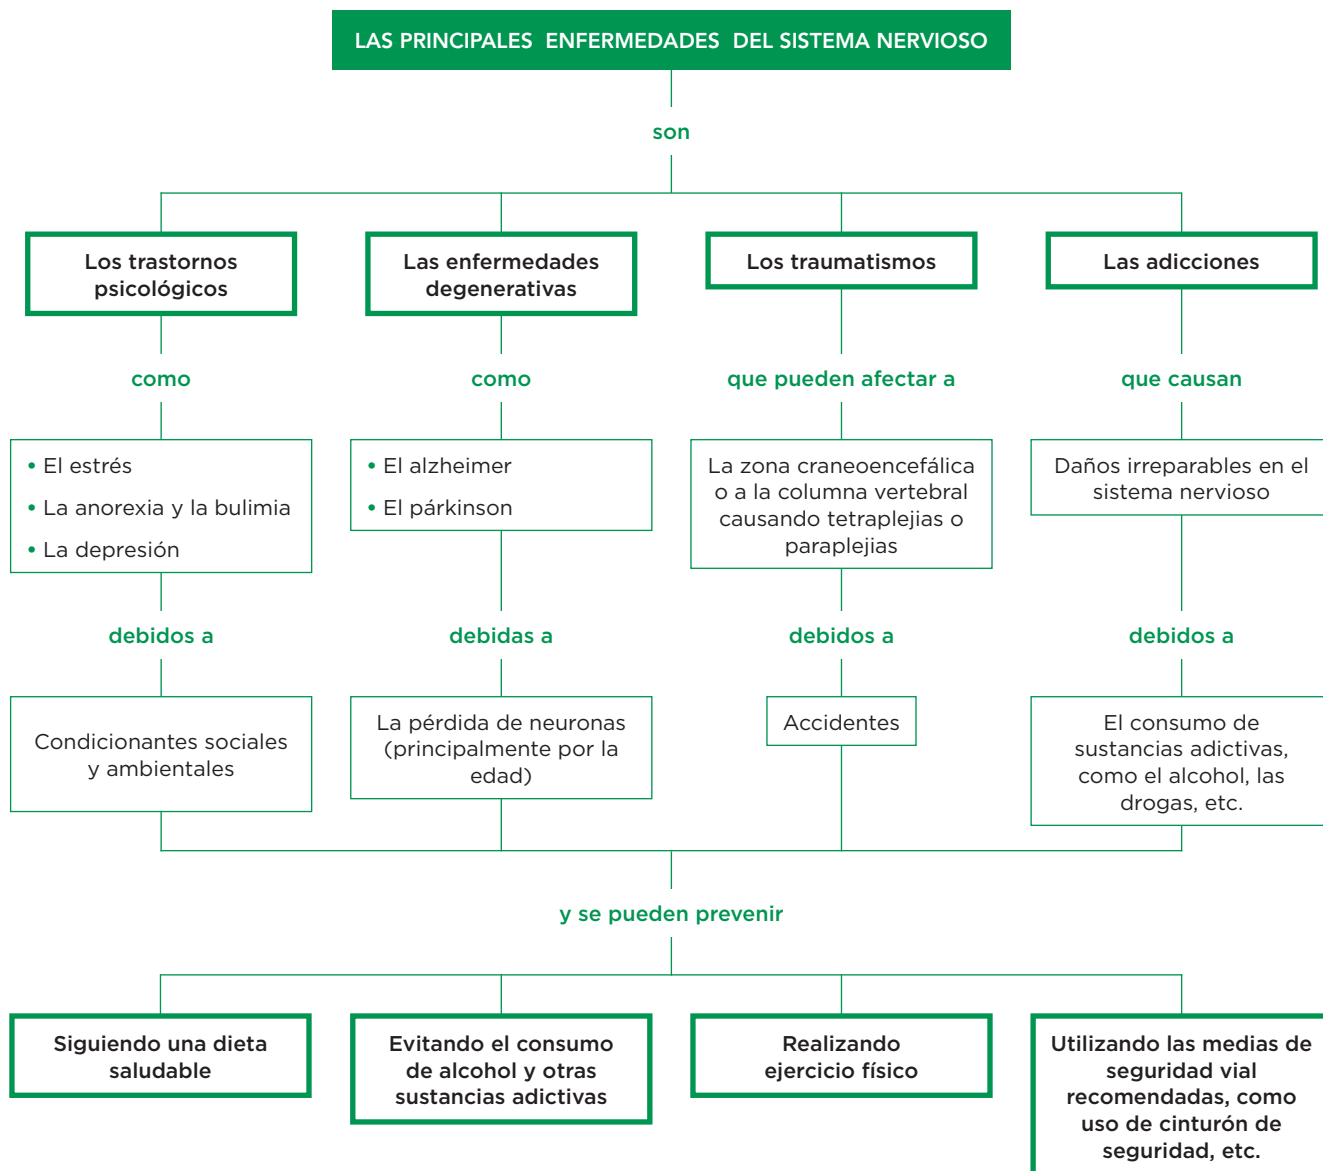 LAS PRINCIPALES ENFERMEDADES DEL SISTEMA NERVIOSO
son
Los trastornos
psicológicos
Las enfermedades
degenerativas
Los traumatismos
Las adicciones
como
como
que pueden afectar a
que causan
• El estrés
• La anorexia y la bulimia
• La depresión
• El alzheimer
• El párkinson
La zona craneoencefálica
o a la columna vertebral
causando tetraplejias o
paraplejias
Daños irreparables en el
sistema nervioso
debidos a
debidas a
debidos a
debidos a
Condicionantes sociales
y ambientales
La pérdida de neuronas
(principalmente por la
edad)
Accidentes
El consumo de
sustancias adictivas,
como el alcohol, las
drogas, etc.
y se pueden prevenir
Siguiendo una dieta
saludable
Evitando el consumo
de alcohol y otras
sustancias adictivas
Realizando
ejercicio físico
Utilizando las medias de
seguridad vial
recomendadas, como
uso de cinturón de
seguridad, etc.